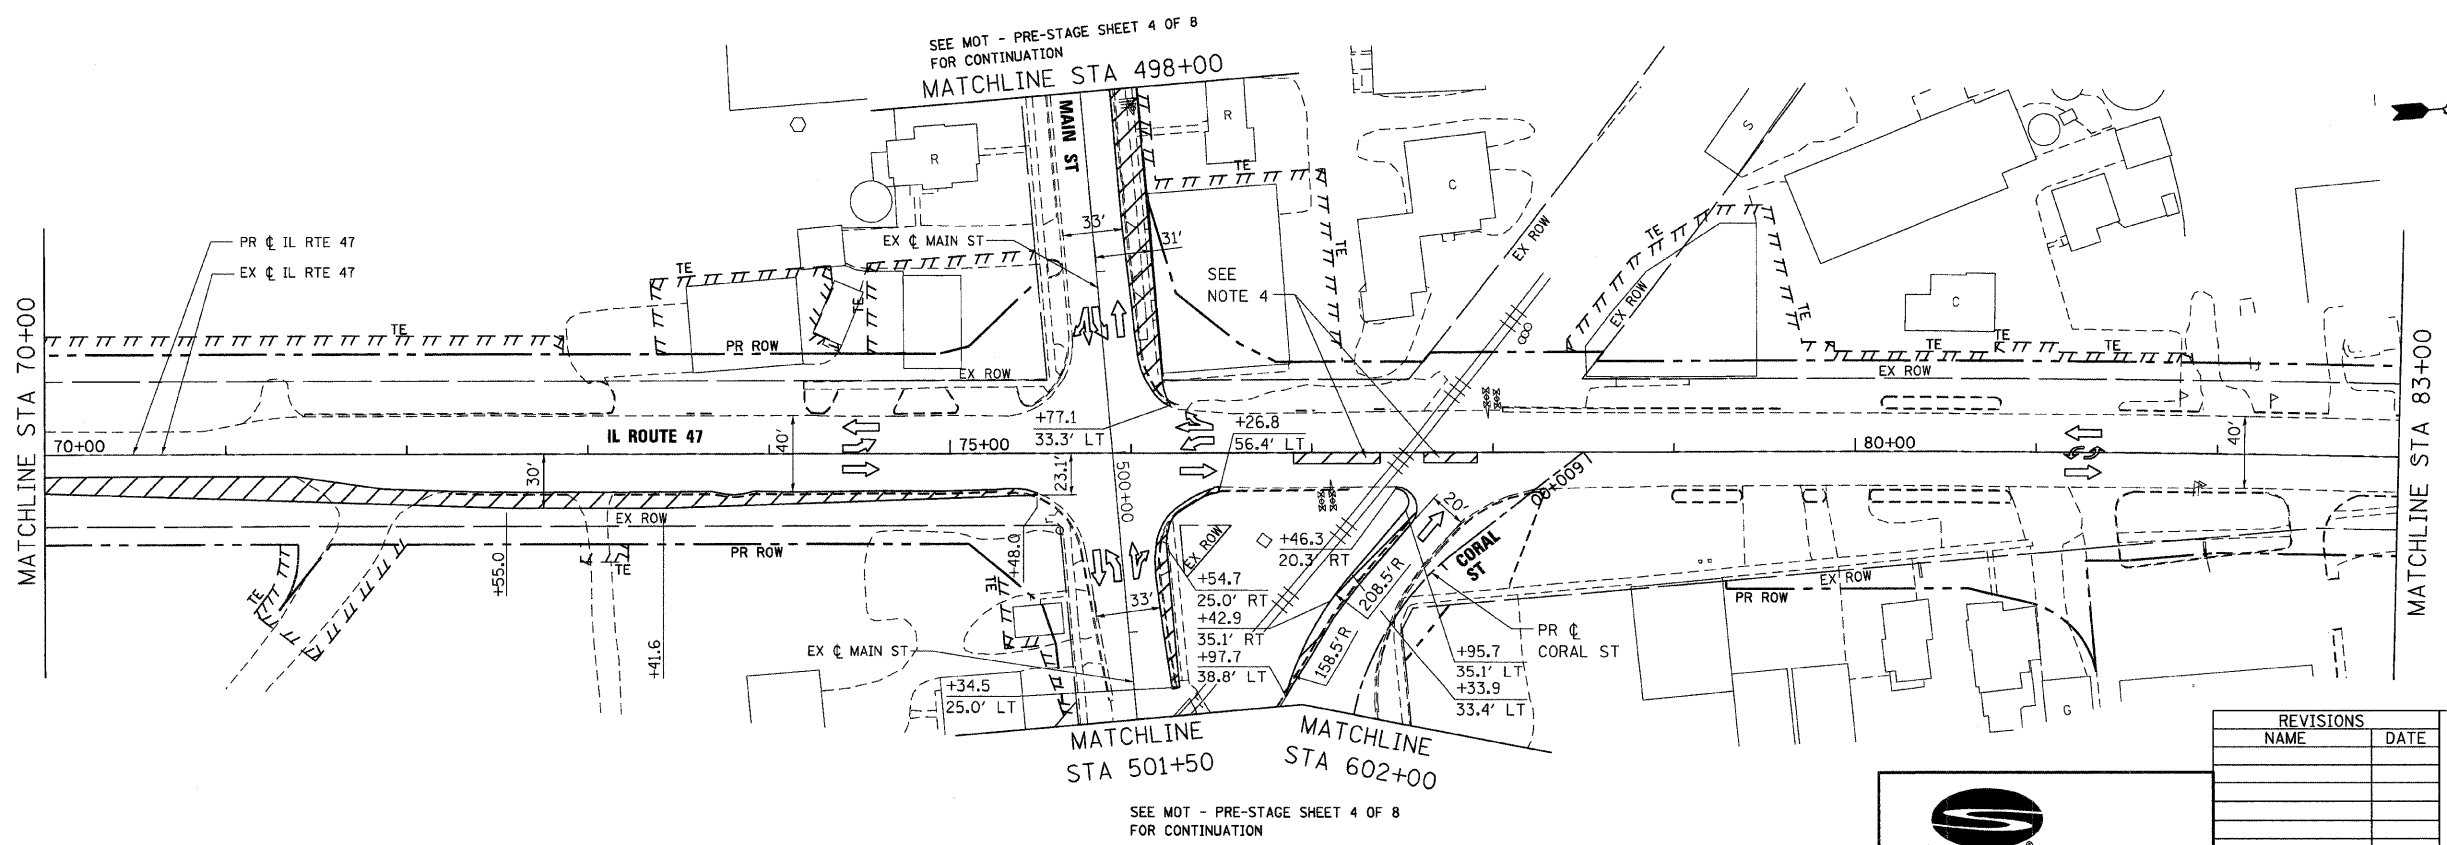 SEE MOT - PRE-STAGE SHEET 4 OF 8
FOR CONTINUATION
MATCHLINE STA 498+00
MAIN ST
R
R
TE
C
S
EX ROW
TE
33'
31'
EX ℄ MAIN ST
PR ℄ IL RTE 47
EX ℄ IL RTE 47
TE
TE
TE
SEE
NOTE 4
EX ROW
TE
C
TE
TE
TE
TE
TE
PR ROW
EX ROW
EX ROW
MATCHLINE STA 70+00
MATCHLINE STA 83+00
70+00
IL ROUTE 47
40'
75+00
+77.1
33.3' LT
+26.8
56.4' LT
80+00
40'
30'
23.1'
500+00
600+00
20'
EX ROW
PR ROW
TE
TE
+55.0
+41.6
+48.0
TE
33'
EX ROW
+46.3
20.3' RT
+54.7
25.0' RT
+42.9
35.1' RT
+97.7
38.8' LT
208.5'R
158.5'R
CORAL
ST
PR ℄
CORAL ST
+95.7
35.1' LT
+33.9
33.4' LT
EX ROW
PR ROW
G
EX ℄ MAIN ST
+34.5
25.0' LT
MATCHLINE
STA 501+50
MATCHLINE
STA 602+00
SEE MOT - PRE-STAGE SHEET 4 OF 8
FOR CONTINUATION
REVISIONS
NAME
DATE